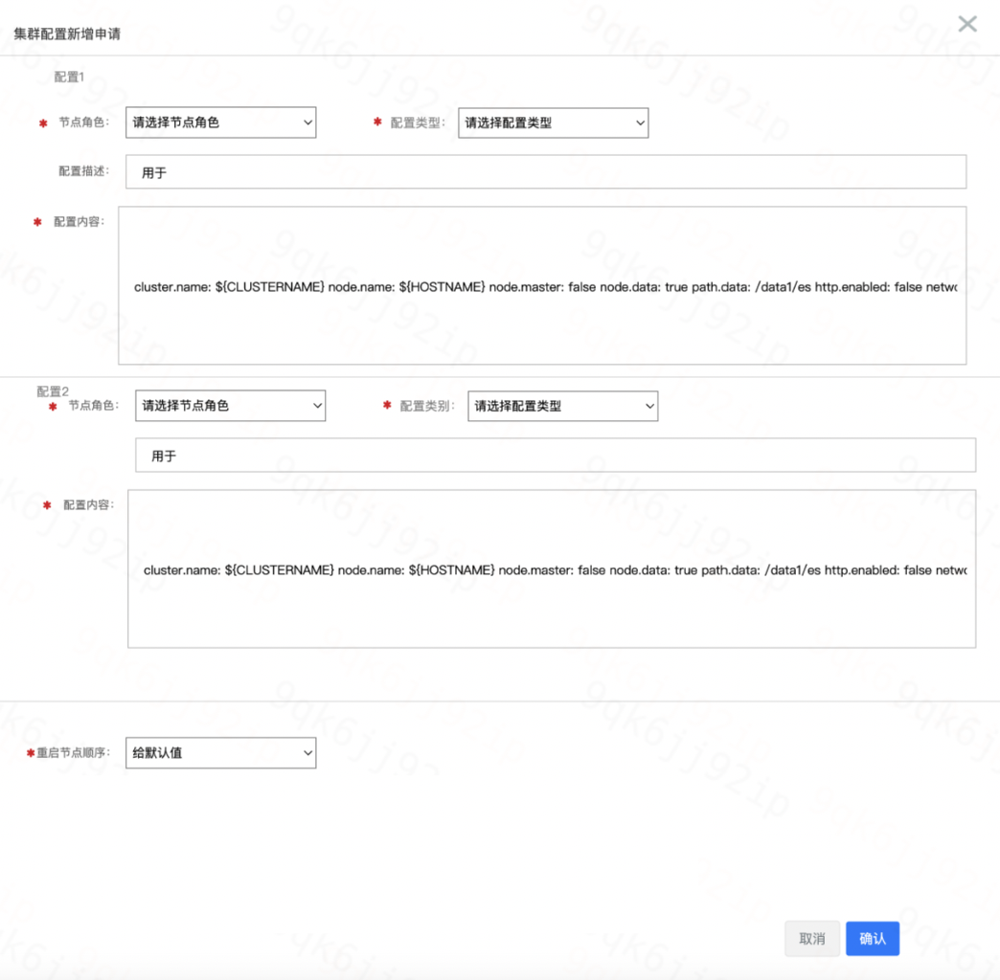 集群配置新增申请
配置1
* 节点角色: 请选择节点角色 * 配置类型: 请选择配置类型
配置描述: 用于
* 配置内容:
cluster.name: ${CLUSTERNAME} node.name: ${HOSTNAME} node.master: false node.data: true path.data: /data1/es http.enabled: false netwo
配置2
* 节点角色: 请选择节点角色 * 配置类别: 请选择配置类型
用于
* 配置内容:
cluster.name: ${CLUSTERNAME} node.name: ${HOSTNAME} node.master: false node.data: true path.data: /data1/es http.enabled: false netwo
*重启节点顺序: 给默认值
取消 确认